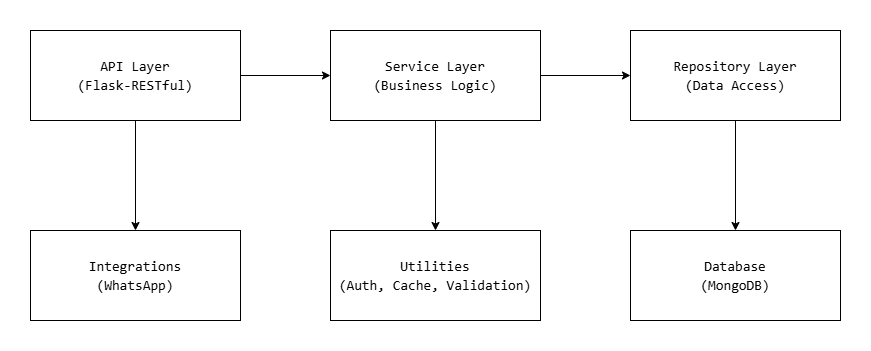 API Layer
(Flask-RESTful)
Service Layer
(Business Logic)
Repository Layer
(Data Access)
Integrations
(WhatsApp)
Utilities
(Auth, Cache, Validation)
Database
(MongoDB)